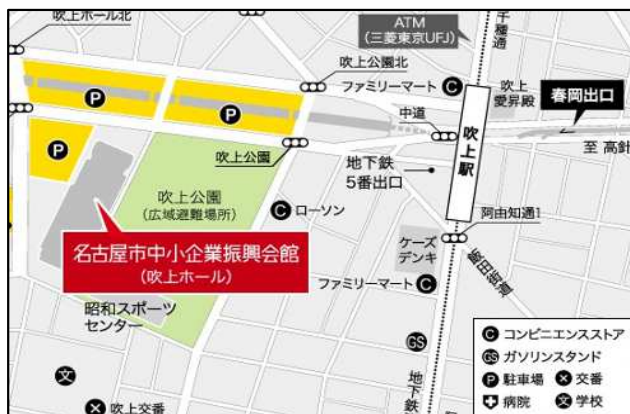 吹上ホール北
ATM
(三菱東京UFJ)
千種通
吹上公園北
ファミリーマート
吹上
愛昇殿
春岡出口
中道
吹上駅
至 高針
吹上公園
地下鉄
5番出口
吹上公園
(広域避難場所)
ローソン
阿由知通1
名古屋市中小企業振興会館
(吹上ホール)
ケーズ
デンキ
飯田街道
ファミリーマート
昭和スポーツ
センター
地下鉄
吹上交番
C コンビニエンスストア
GS ガソリンスタンド
P 駐車場
交番
病院
文 学校
P
P
P
C
C
C
GS
文